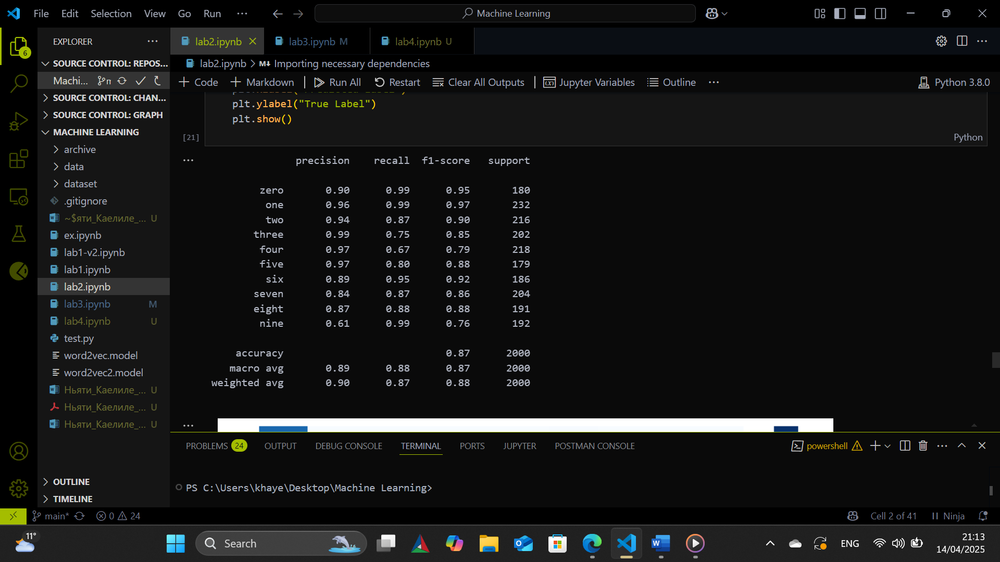 File Edit Selection View Go Run ··· Machine Learning
EXPLORER ···
6
SOURCE CONTROL: REPOS...
Machi...
SOURCE CONTROL: CHAN...
SOURCE CONTROL: GRAPH
MACHINE LEARNING
archive
data
dataset
.gitignore
~$яти_Каелиле_... U
ex.ipynb
lab1-v2.ipynb
lab1.ipynb
lab2.ipynb
lab3.ipynb M
lab4.ipynb U
test.py
word2vec.model
word2vec2.model
Ньяти_Каелиле_... U
Ньяти_Каелиле_... U
Ньяти_Каелиле_... U
OUTLINE
TIMELINE
lab2.ipynb lab3.ipynb M lab4.ipynb U
lab2.ipynb > M↓ Importing necessary dependencies
+ Code + Markdown Run All Restart Clear All Outputs Jupyter Variables Outline ··· Python 3.8.0
plt.ylabel("True Label")
plt.show()
[21] Python
precision recall f1-score support
zero 0.90 0.99 0.95 180
one 0.96 0.99 0.97 232
two 0.94 0.87 0.90 216
three 0.99 0.75 0.85 202
four 0.97 0.67 0.79 218
five 0.97 0.80 0.88 179
six 0.89 0.95 0.92 186
seven 0.84 0.87 0.86 204
eight 0.87 0.88 0.88 191
nine 0.61 0.99 0.76 192
accuracy 0.87 2000
macro avg 0.89 0.88 0.87 2000
weighted avg 0.90 0.87 0.88 2000
PROBLEMS 24 OUTPUT DEBUG CONSOLE TERMINAL PORTS JUPYTER POSTMAN CONSOLE powershell
PS C:\Users\khaye\Desktop\Machine Learning>
main* 0 24 Cell 2 of 41 Ninja
11° Search ENG 21:13
14/04/2025